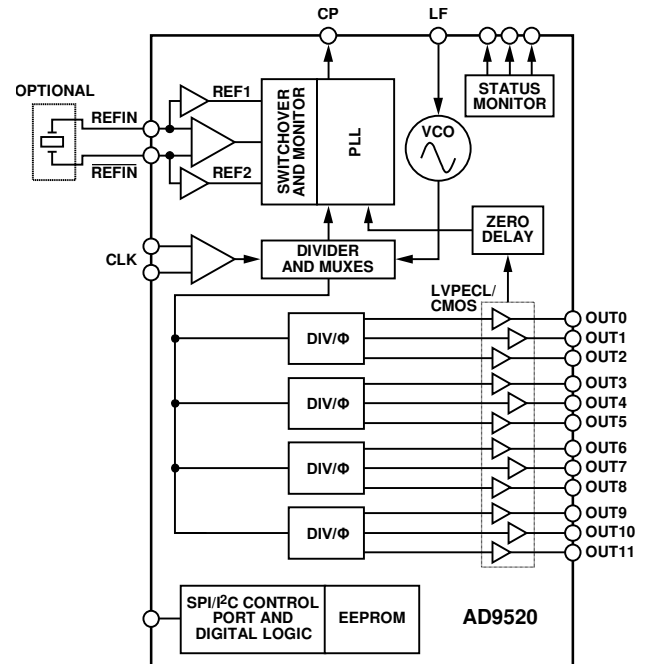 CP
LF
OPTIONAL
REFIN
REFIN
REF1
REF2
SWITCHOVER
AND MONITOR
PLL
VCO
STATUS
MONITOR
ZERO
DELAY
CLK
DIVIDER
AND MUXES
LVPECL/
CMOS
DIV/Φ
OUT0
OUT1
OUT2
DIV/Φ
OUT3
OUT4
OUT5
DIV/Φ
OUT6
OUT7
OUT8
DIV/Φ
OUT9
OUT10
OUT11
SPI/I²C CONTROL
PORT AND
DIGITAL LOGIC
EEPROM
AD9520